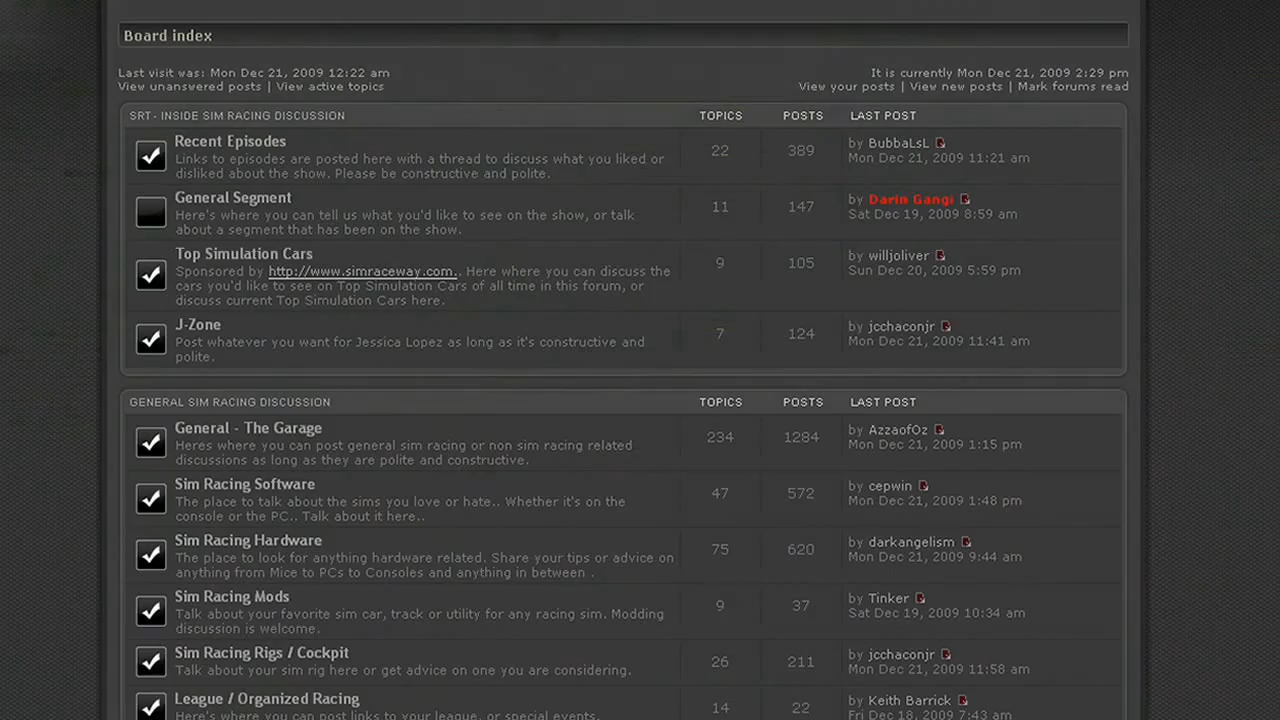 Board index
Last visit was: Mon Dec 21, 2009 12:22 am
It is currently Mon Dec 21, 2009 2:29 pm
View unanswered posts | View active topics
View your posts | View new posts | Mark forums read
SRT - INSIDE SIM RACING DISCUSSION TOPICS POSTS LAST POST
Recent Episodes
Links to episodes are posted here with a thread to discuss what you liked or
disliked about the show. Please be constructive and polite.
22
389
by BubbaLsL
Mon Dec 21, 2009 11:21 am
General Segment
Here's where you can tell us what you'd like to see on the show, or talk
about a segment that has been on the show.
11
147
by Darin Gangi
Sat Dec 19, 2009 8:59 am
Top Simulation Cars
Sponsored by http://www.simraceway.com.. Here where you can discuss the
cars you'd like to see on Top Simulation Cars of all time in this forum, or
discuss current Top Simulation Cars here.
9
105
by willjoliver
Sun Dec 20, 2009 5:59 pm
J-Zone
Post whatever you want for Jessica Lopez as long as it's constructive and
polite.
7
124
by jcchaconjr
Mon Dec 21, 2009 11:41 am
GENERAL SIM RACING DISCUSSION TOPICS POSTS LAST POST
General - The Garage
Heres where you can post general sim racing or non sim racing related
discussions as long as they are polite and constructive.
234
1284
by AzzaofOz
Mon Dec 21, 2009 1:15 pm
Sim Racing Software
The place to talk about the sims you love or hate.. Whether it's on the
console or the PC.. Talk about it here..
47
572
by cepwin
Mon Dec 21, 2009 1:48 pm
Sim Racing Hardware
The place to look for anything hardware related. Share your tips or advice on
anything from Mice to PCs to Consoles and anything in between .
75
620
by darkangelism
Mon Dec 21, 2009 9:44 am
Sim Racing Mods
Talk about your favorite sim car, track or utility for any racing sim. Modding
discussion is welcome.
9
37
by Tinker
Sat Dec 19, 2009 10:34 am
Sim Racing Rigs / Cockpit
Talk about your sim rig here or get advice on one you are considering.
26
211
by jcchaconjr
Mon Dec 21, 2009 11:58 am
League / Organized Racing
Here's where you can post links to your league, or special events.
14
22
by Keith Barrick
Fri Dec 18, 2009 7:43 am